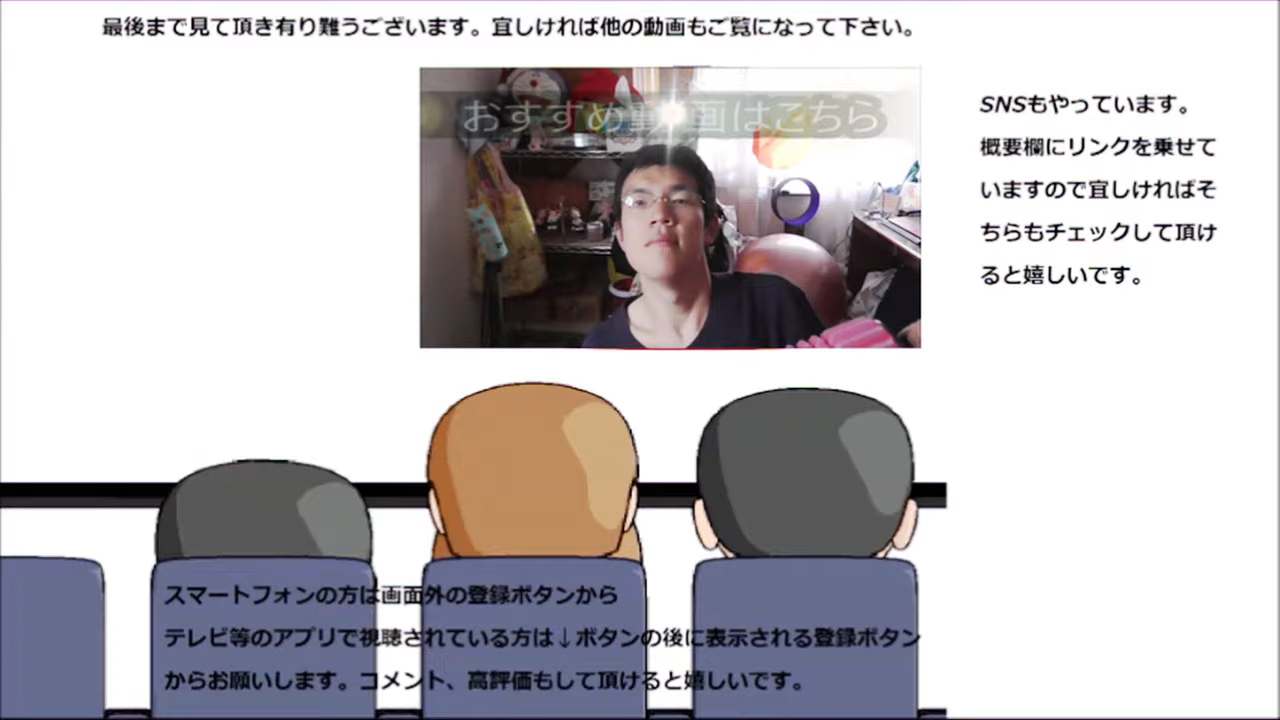 最後まで見て頂き有り難うございます。宜しければ他の動画もご覧になって下さい。
おすすめ動画はこちら
SNSもやっています。
概要欄にリンクを乗せて
いますので宜しければそ
ちらもチェックして頂け
ると嬉しいです。
スマートフォンの方は画面外の登録ボタンから
テレビ等のアプリで視聴されている方は↓ボタンの後に表示される登録ボタン
からお願いします。コメント、高評価もして頂けると嬉しいです。